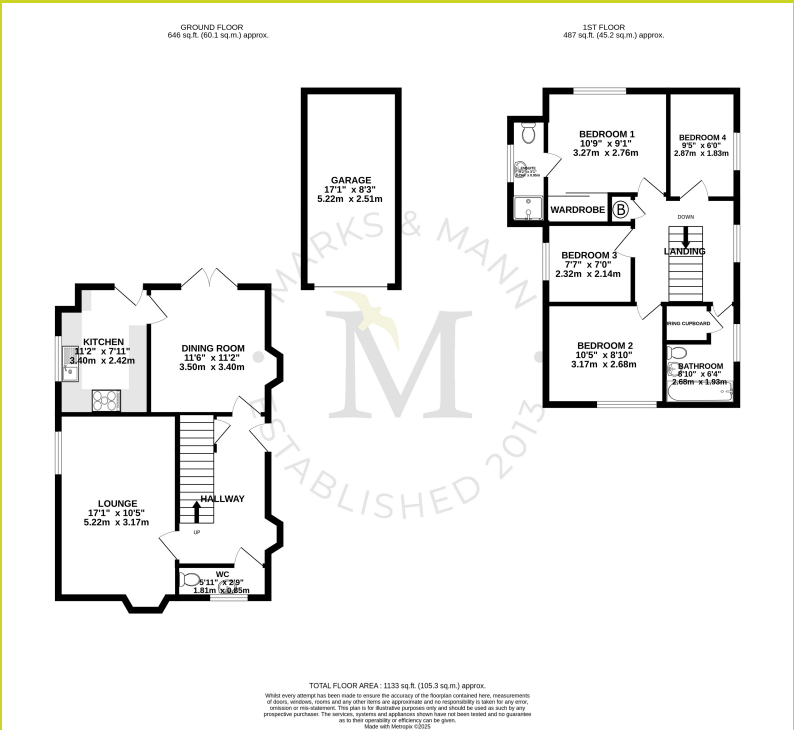 GROUND FLOOR
646 sq.ft. (60.1 sq.m.) approx.
1ST FLOOR
487 sq.ft. (45.2 sq.m.) approx.
GARAGE
17'1" x 8'3"
5.22m x 2.51m
BEDROOM 1
10'9" x 9'1"
3.27m x 2.76m
BEDROOM 4
9'5" x 6'0"
2.87m x 1.83m
ENSUITE
WARDROBE
B
DOWN
LANDING
BEDROOM 3
7'7" x 7'0"
2.32m x 2.14m
BEDROOM 2
10'5" x 8'10"
3.17m x 2.68m
IRING CUPBOARD
BATHROOM
8'10" x 6'4"
2.68m x 1.93m
KITCHEN
11'2" x 7'11"
3.40m x 2.42m
DINING ROOM
11'6" x 11'2"
3.50m x 3.40m
LOUNGE
17'1" x 10'5"
5.22m x 3.17m
HALLWAY
UP
WC
5'11" x 2'9"
1.81m x 0.85m
MARKS & MANN
M
ESTABLISHED 2013
TOTAL FLOOR AREA : 1133 sq.ft. (105.3 sq.m.) approx.
Whilst every attempt has been made to ensure the accuracy of the floorplan contained here, measurements
of doors, windows, rooms and any other items are approximate and no responsibility is taken for any error,
omission or mis-statement. This plan is for illustrative purposes only and should be used as such by any
prospective purchaser. The services, systems and appliances shown have not been tested and no guarantee
as to their operability or efficiency can be given.
Made with Metropix ©2025